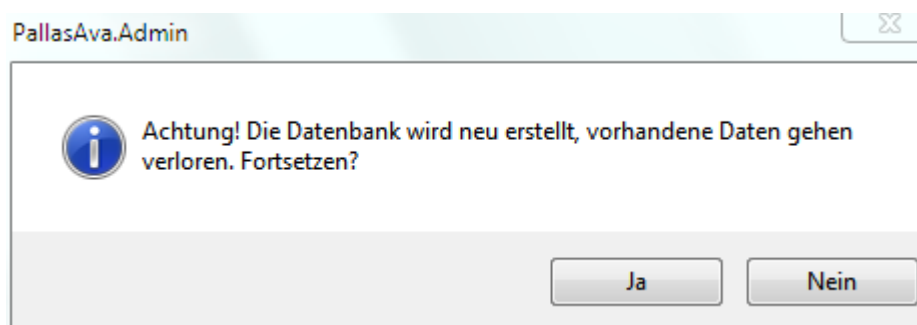 PallasAva.Admin
Achtung! Die Datenbank wird neu erstellt, vorhandene Daten gehen
verloren. Fortsetzen?
Ja
Nein